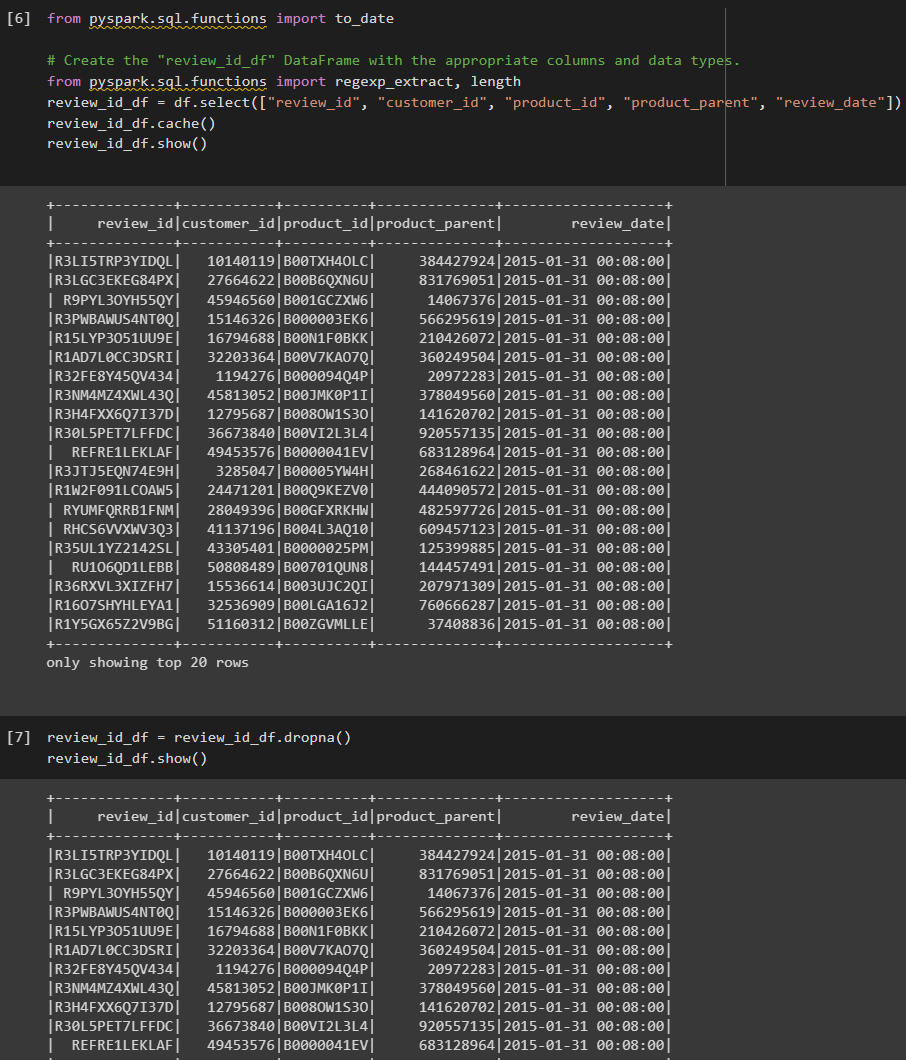 [6] from pyspark.sql.functions import to_date
# Create the "review_id_df" DataFrame with the appropriate columns and data types.
from pyspark.sql.functions import regexp_extract, length
review_id_df = df.select(["review_id", "customer_id", "product_id", "product_parent", "review_date"])
review_id_df.cache()
review_id_df.show()
+--------------+-----------+----------+--------------+-------------------+
|     review_id|customer_id|product_id|product_parent|        review_date|
+--------------+-----------+----------+--------------+-------------------+
|R3LI5TRP3YIDQL|   10140119|B00TXH4OLC|     384427924|2015-01-31 00:08:00|
|R3LGC3EKEG84PX|   27664622|B00B6QXN6U|     831769051|2015-01-31 00:08:00|
| R9PYL3OYH55QY|   45946560|B001GCZXW6|      14067376|2015-01-31 00:08:00|
|R3PWBAWUS4NT0Q|   15146326|B000003EK6|     566295619|2015-01-31 00:08:00|
|R15LYP3O51UU9E|   16794688|B00N1F0BKK|     210426072|2015-01-31 00:08:00|
|R1AD7L0CC3DSRI|   32203364|B00V7KAO7Q|     360249504|2015-01-31 00:08:00|
|R32FE8Y45QV434|    1194276|B000094Q4P|      20972283|2015-01-31 00:08:00|
|R3NM4MZ4XWL43Q|   45813052|B00JMK0P1I|     378049560|2015-01-31 00:08:00|
|R3H4FXX6Q7I37D|   12795687|B008OW1S3O|     141620702|2015-01-31 00:08:00|
|R30L5PET7LFFDC|   36673840|B00VI2L3L4|     920557135|2015-01-31 00:08:00|
|  REFRE1LEKLAF|   49453576|B0000041EV|     683128964|2015-01-31 00:08:00|
|R3JTJ5EQN74E9H|    3285047|B00005YW4H|     268461622|2015-01-31 00:08:00|
|R1W2F091LCOAW5|   24471201|B00Q9KEZV0|     444090572|2015-01-31 00:08:00|
| RYUMFQRRB1FNM|   28049396|B00GFXRKHW|     482597726|2015-01-31 00:08:00|
| RHCS6VVXWV3Q3|   41137196|B004L3AQ10|     609457123|2015-01-31 00:08:00|
|R35UL1YZ2142SL|   43305401|B0000025PM|     125399885|2015-01-31 00:08:00|
|  RU1O6QD1LEBB|   50808489|B00701QUN8|     144457491|2015-01-31 00:08:00|
|R36RXVL3XIZFH7|   15536614|B003UJC2QI|     207971309|2015-01-31 00:08:00|
|R16O7SHYHLEYA1|   32536909|B00LGA16J2|     760666287|2015-01-31 00:08:00|
|R1Y5GX65Z2V9BG|   51160312|B00ZGVMLLE|      37408836|2015-01-31 00:08:00|
+--------------+-----------+----------+--------------+-------------------+
only showing top 20 rows
[7] review_id_df = review_id_df.dropna()
review_id_df.show()
+--------------+-----------+----------+--------------+-------------------+
|     review_id|customer_id|product_id|product_parent|        review_date|
+--------------+-----------+----------+--------------+-------------------+
|R3LI5TRP3YIDQL|   10140119|B00TXH4OLC|     384427924|2015-01-31 00:08:00|
|R3LGC3EKEG84PX|   27664622|B00B6QXN6U|     831769051|2015-01-31 00:08:00|
| R9PYL3OYH55QY|   45946560|B001GCZXW6|      14067376|2015-01-31 00:08:00|
|R3PWBAWUS4NT0Q|   15146326|B000003EK6|     566295619|2015-01-31 00:08:00|
|R15LYP3O51UU9E|   16794688|B00N1F0BKK|     210426072|2015-01-31 00:08:00|
|R1AD7L0CC3DSRI|   32203364|B00V7KAO7Q|     360249504|2015-01-31 00:08:00|
|R32FE8Y45QV434|    1194276|B000094Q4P|      20972283|2015-01-31 00:08:00|
|R3NM4MZ4XWL43Q|   45813052|B00JMK0P1I|     378049560|2015-01-31 00:08:00|
|R3H4FXX6Q7I37D|   12795687|B008OW1S3O|     141620702|2015-01-31 00:08:00|
|R30L5PET7LFFDC|   36673840|B00VI2L3L4|     920557135|2015-01-31 00:08:00|
|  REFRE1LEKLAF|   49453576|B0000041EV|     683128964|2015-01-31 00:08:00|